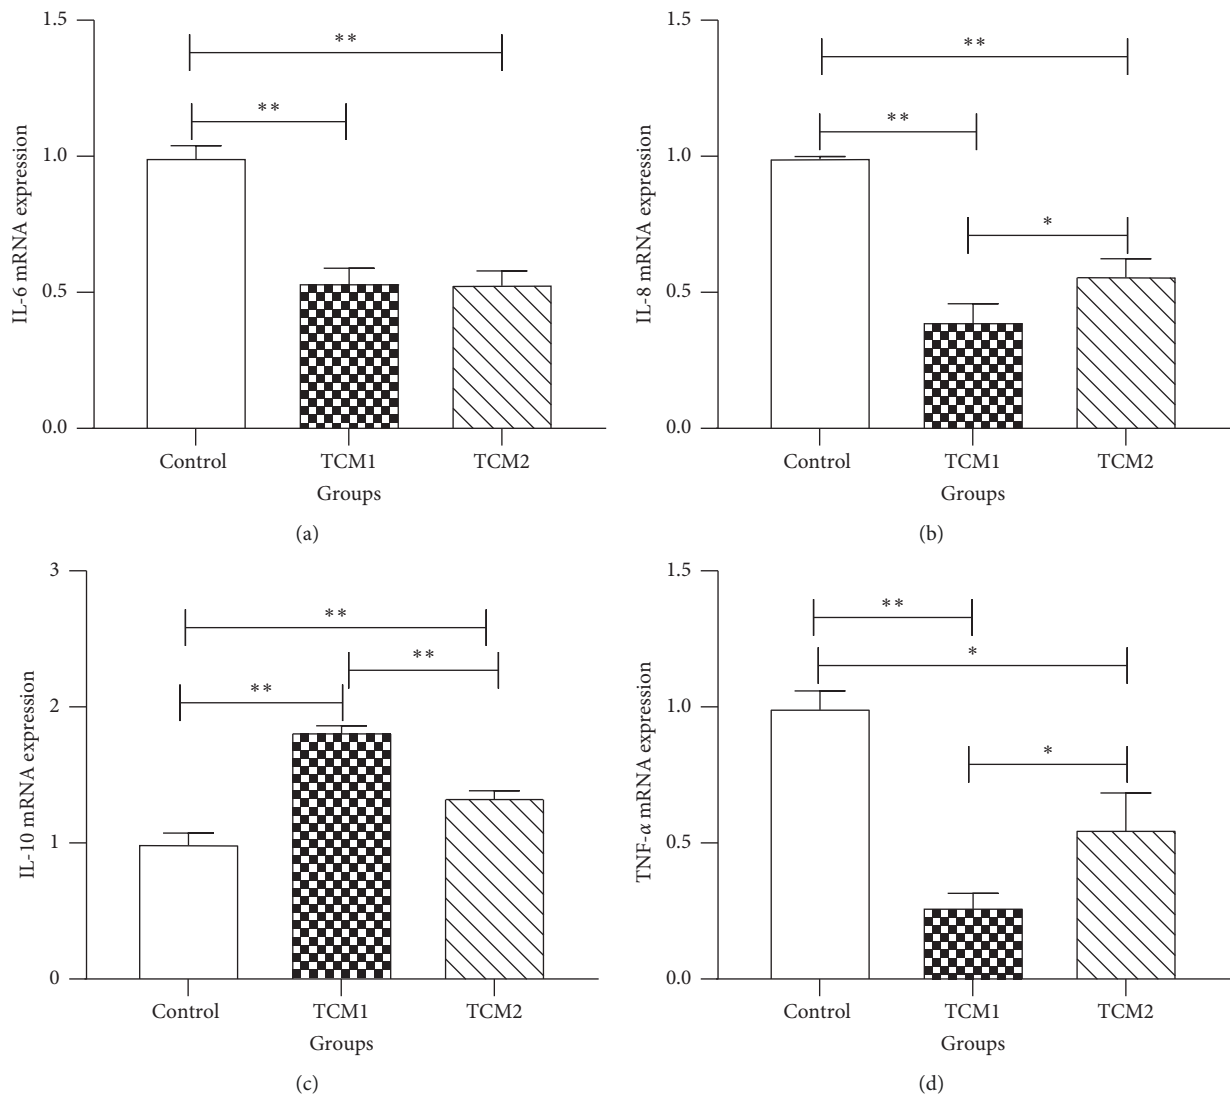 1.5
**
**
1.0
0.5
0.0
IL-6 mRNA expression
Control
TCM1
TCM2
Groups
(a)
1.5
**
**
1.0
*
0.5
0.0
IL-8 mRNA expression
Control
TCM1
TCM2
Groups
(b)
3
**
**
**
2
1
0
IL-10 mRNA expression
Control
TCM1
TCM2
Groups
(c)
1.5
**
*
1.0
*
0.5
0.0
TNF-α mRNA expression
Control
TCM1
TCM2
Groups
(d)